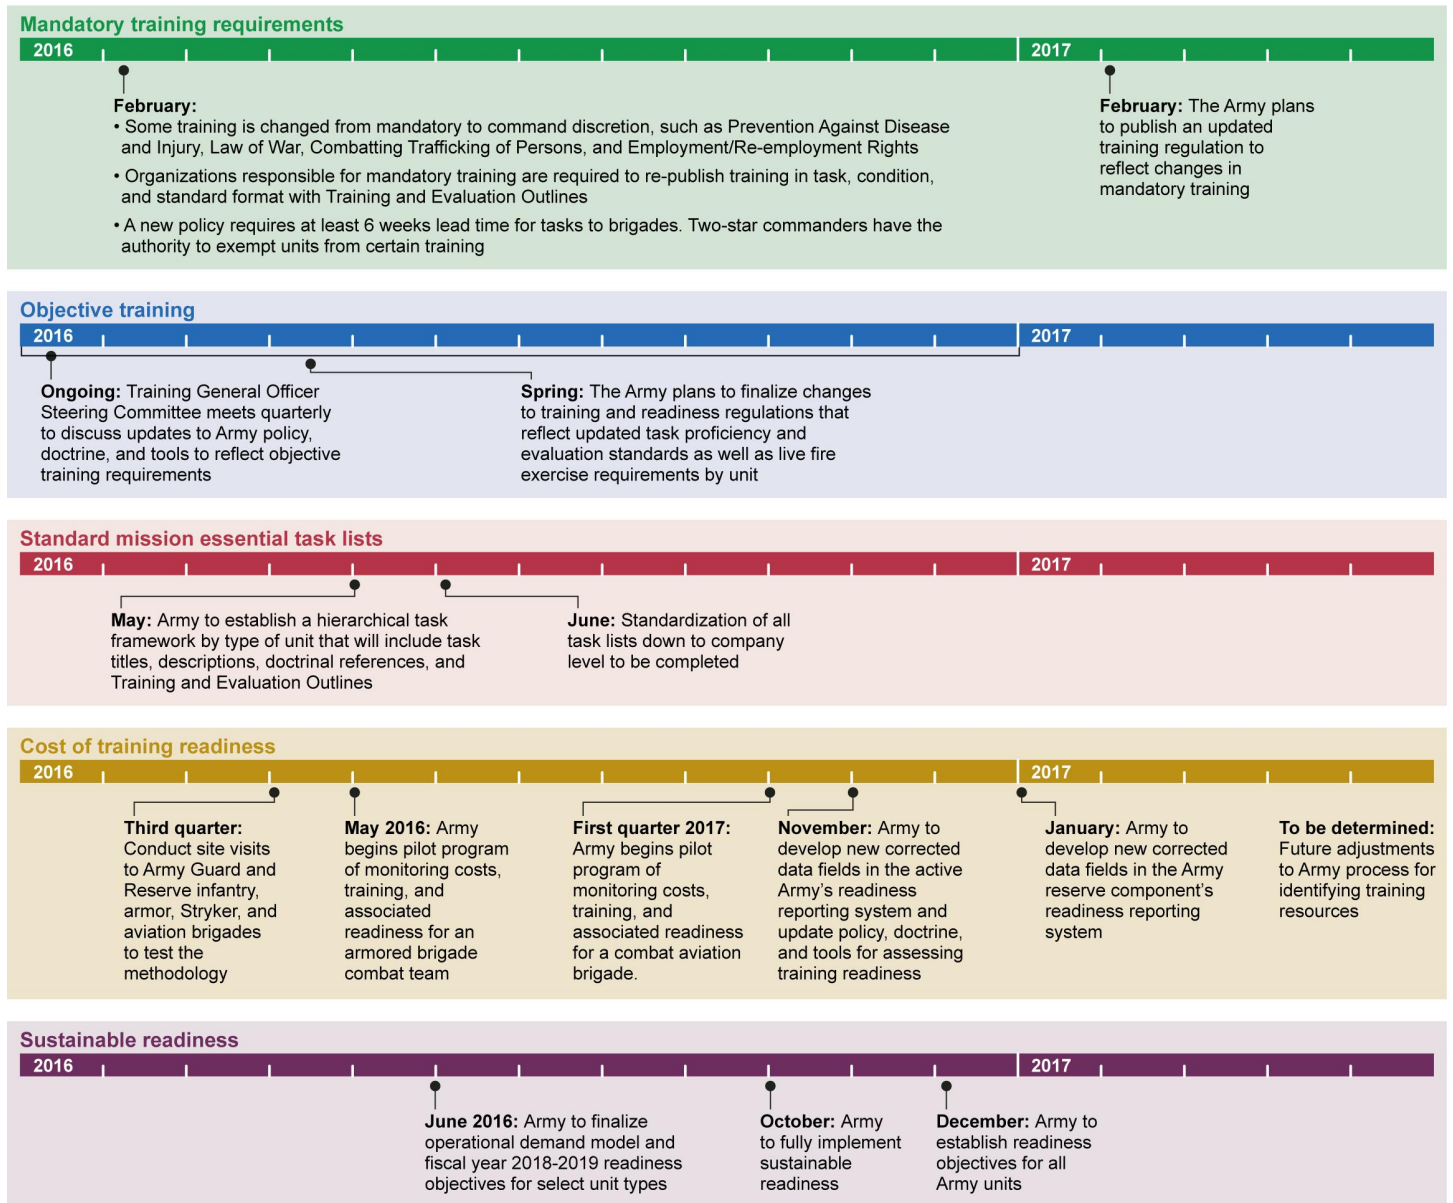 Mandatory training requirements
2016
2017
February:
• Some training is changed from mandatory to command discretion, such as Prevention Against Disease
and Injury, Law of War, Combatting Trafficking of Persons, and Employment/Re-employment Rights
• Organizations responsible for mandatory training are required to re-publish training in task, condition,
and standard format with Training and Evaluation Outlines
• A new policy requires at least 6 weeks lead time for tasks to brigades. Two-star commanders have the
authority to exempt units from certain training
February: The Army plans
to publish an updated
training regulation to
reflect changes in
mandatory training
Objective training
2016
2017
Ongoing: Training General Officer
Steering Committee meets quarterly
to discuss updates to Army policy,
doctrine, and tools to reflect objective
training requirements
Spring: The Army plans to finalize changes
to training and readiness regulations that
reflect updated task proficiency and
evaluation standards as well as live fire
exercise requirements by unit
Standard mission essential task lists
2016
2017
May: Army to establish a hierarchical task
framework by type of unit that will include task
titles, descriptions, doctrinal references, and
Training and Evaluation Outlines
June: Standardization of all
task lists down to company
level to be completed
Cost of training readiness
2016
2017
Third quarter:
Conduct site visits
to Army Guard and
Reserve infantry,
armor, Stryker, and
aviation brigades
to test the
methodology
May 2016: Army
begins pilot program
of monitoring costs,
training, and
associated
readiness for an
armored brigade
combat team
First quarter 2017:
Army begins pilot
program of
monitoring costs,
training, and
associated readiness
for a combat aviation
brigade.
November: Army to
develop new corrected
data fields in the active
Army's readiness
reporting system and
update policy, doctrine,
and tools for assessing
training readiness
January: Army to
develop new corrected
data fields in the Army
reserve component's
readiness reporting
system
To be determined:
Future adjustments
to Army process for
identifying training
resources
Sustainable readiness
2016
2017
June 2016: Army to finalize
operational demand model and
fiscal year 2018-2019 readiness
objectives for select unit types
October: Army
to fully implement
sustainable
readiness
December: Army to
establish readiness
objectives for all
Army units